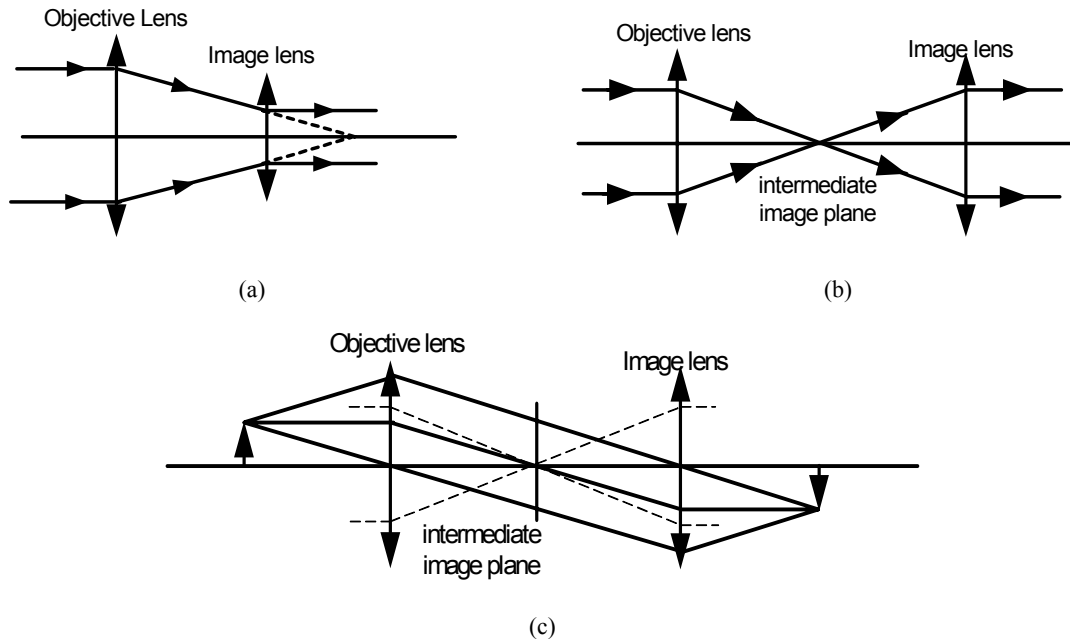 Objective Lens
Image lens
Objective lens
Image lens
intermediate
image plane
(a)
(b)
Objective lens
Image lens
intermediate
image plane
(c)